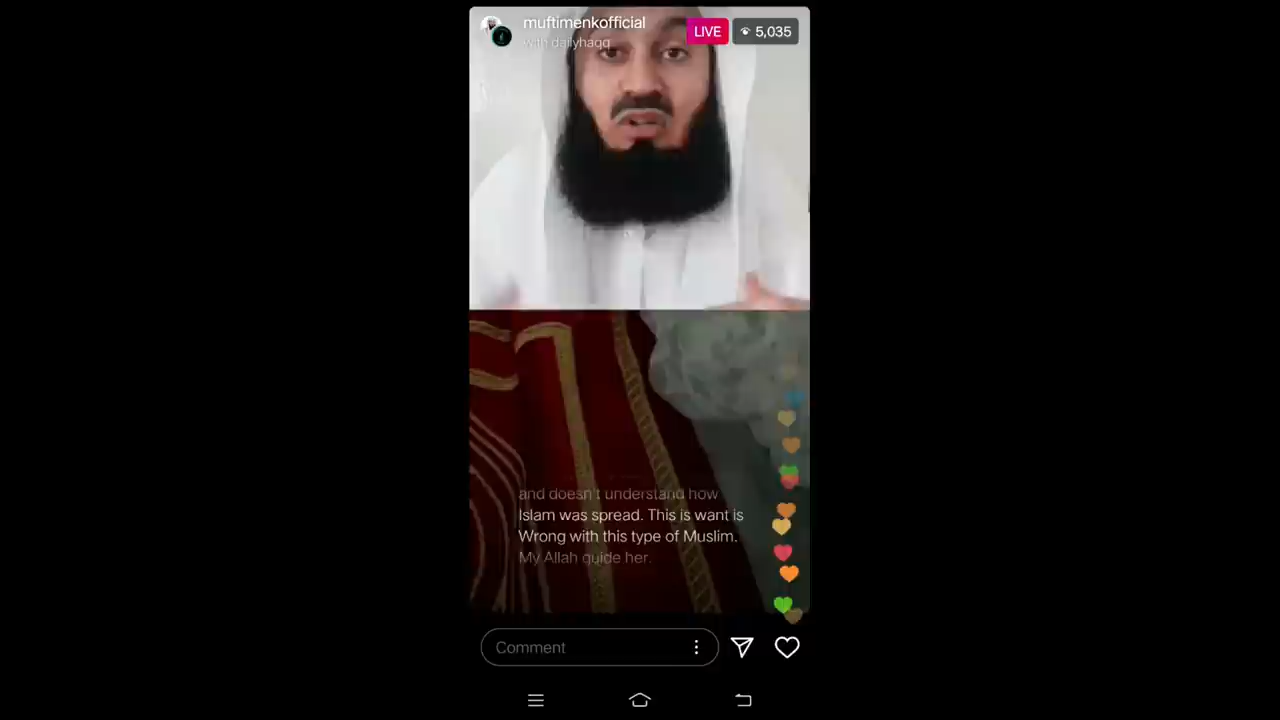 muftimenkofficial
with dailyhaqq
LIVE
5,035
and doesn't understand how
Islam was spread. This is want is
Wrong with this type of Muslim.
My Allah guide her.
Comment